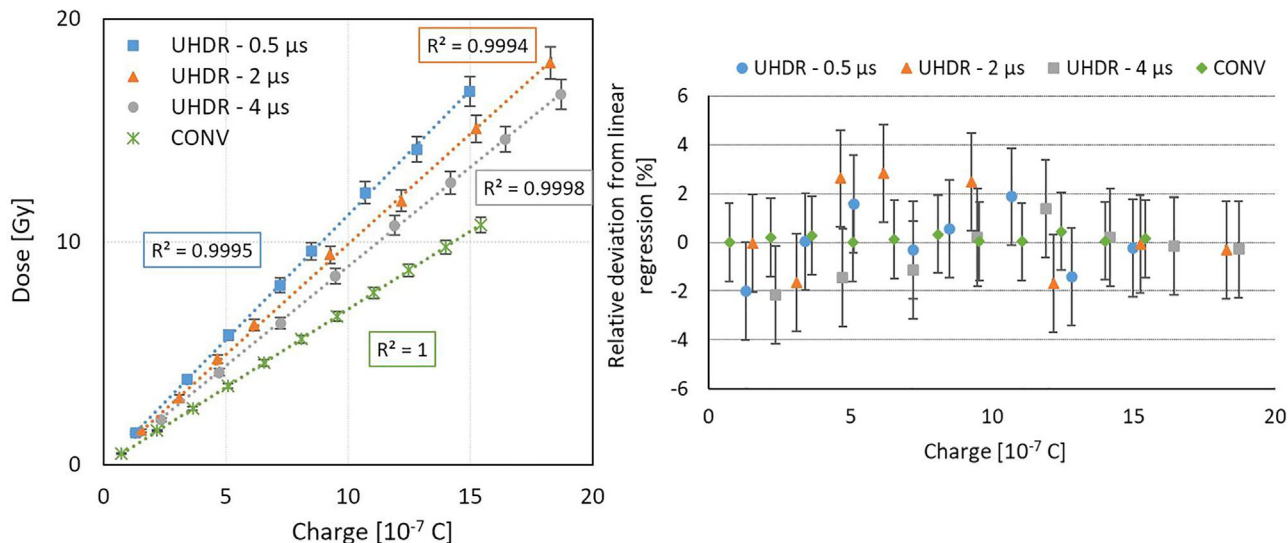 20
10
0
Dose [Gy]
UHDR - 0.5 µs
UHDR - 2 µs
UHDR - 4 µs
CONV
R² = 0.9994
R² = 0.9998
R² = 0.9995
R² = 1
0 5 10 15 20
Charge [10⁻⁷ C]
UHDR - 0.5 µs UHDR - 2 µs UHDR - 4 µs CONV
Relative deviation from linear
regression [%]
6
4
2
0
-2
-4
-6
0 5 10 15 20
Charge [10⁻⁷ C]